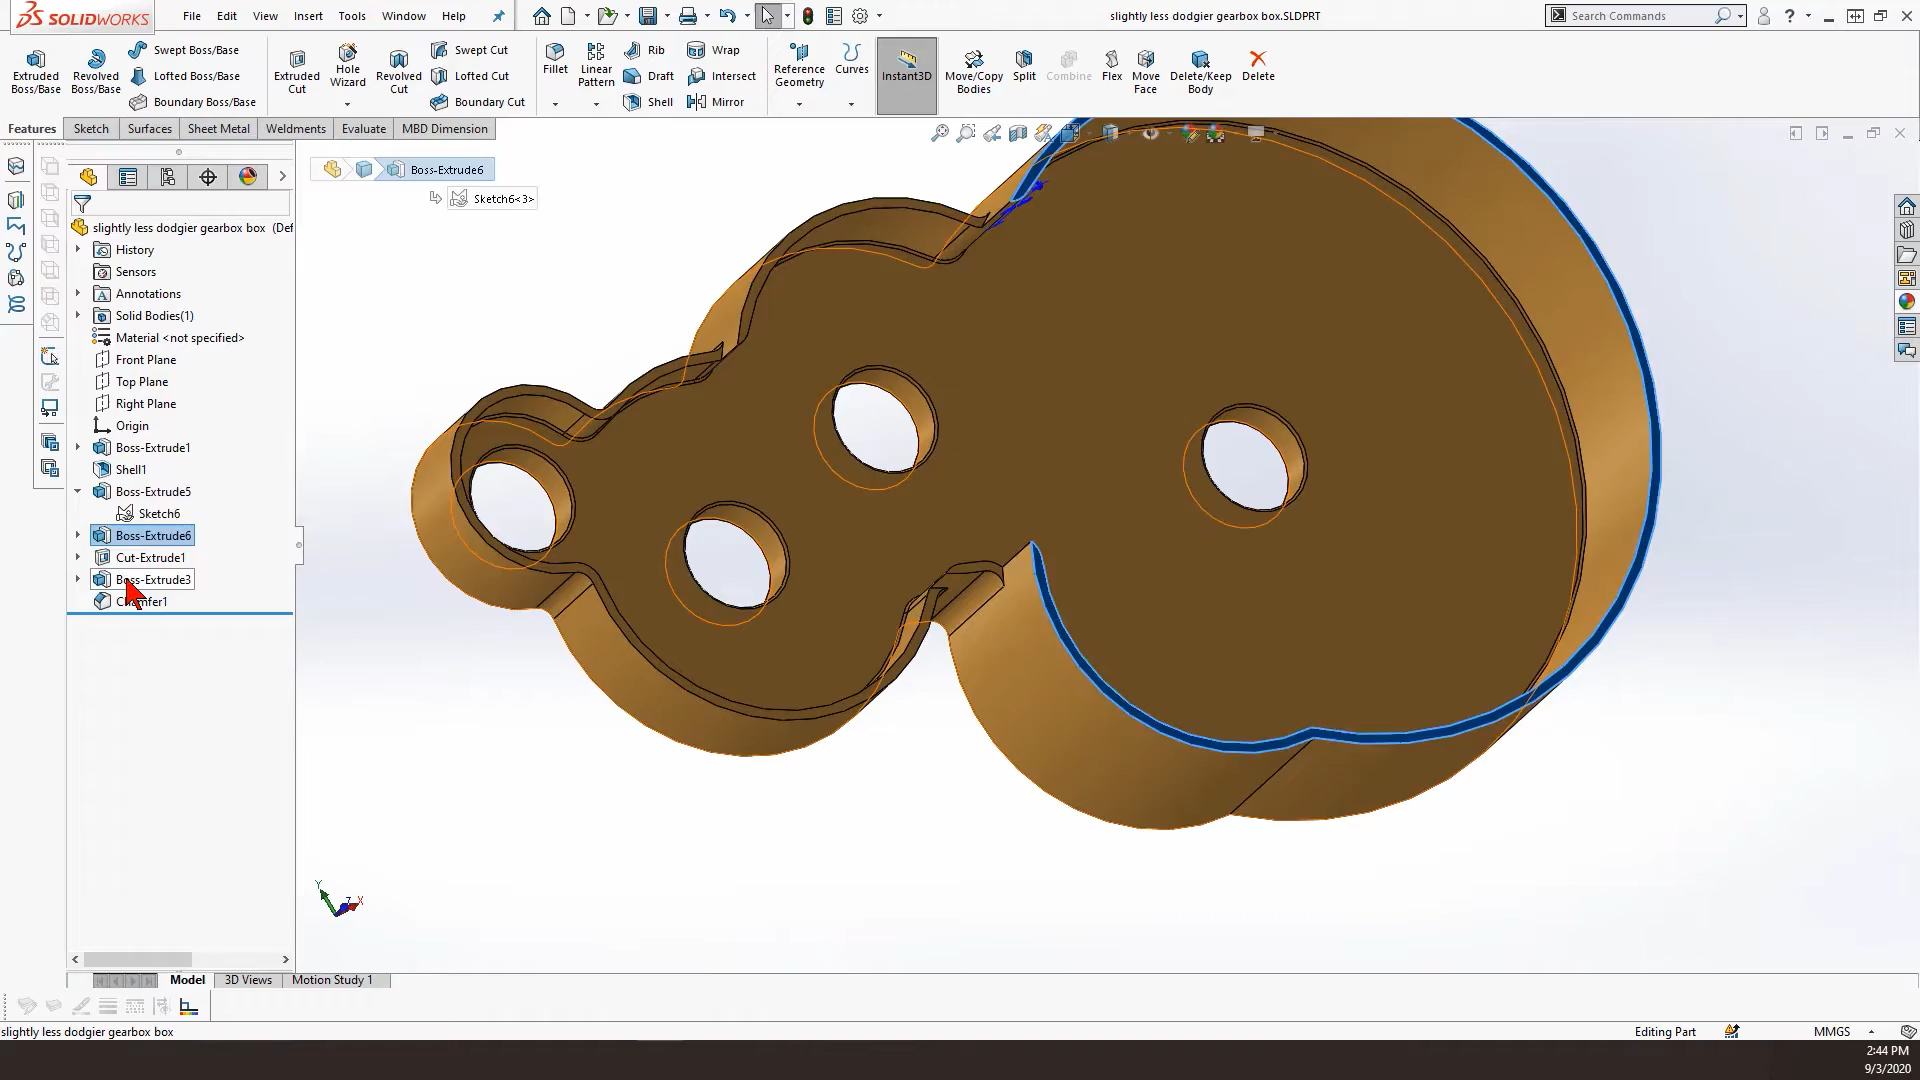 SOLIDWORKS File Edit View Insert Tools Window Help slightly less dodgier gearbox box.SLDPRT Search Commands ?
Extruded Boss/Base Revolved Boss/Base Swept Boss/Base Lofted Boss/Base Boundary Boss/Base Extruded Cut Hole Wizard Revolved Cut Swept Cut Lofted Cut Boundary Cut Fillet Linear Pattern Rib Draft Shell Wrap Intersect Mirror Reference Geometry Curves Instant3D Move/Copy Bodies Split Combine Flex Move Face Delete/Keep Body Delete
Features Sketch Surfaces Sheet Metal Weldments Evaluate MBD Dimension
Boss-Extrude6
Sketch6<3>
slightly less dodgier gearbox box (Def
History
Sensors
Annotations
Solid Bodies(1)
Material <not specified>
Front Plane
Top Plane
Right Plane
Origin
Boss-Extrude1
Shell1
Boss-Extrude5
Sketch6
Boss-Extrude6
Cut-Extrude1
Boss-Extrude3
Chamfer1
Y Z X
Model 3D Views Motion Study 1
slightly less dodgier gearbox box Editing Part MMGS
2:44 PM
9/3/2020